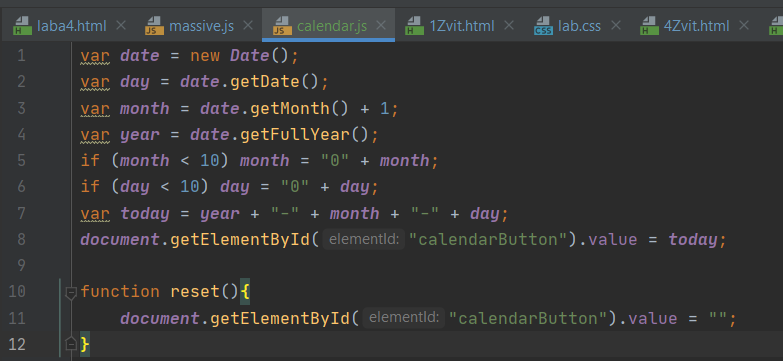 laba4.html massive.js calendar.js 1Zvit.html lab.css 4Zvit.html
1 var date = new Date();
2 var day = date.getDate();
3 var month = date.getMonth() + 1;
4 var year = date.getFullYear();
5 if (month < 10) month = "0" + month;
6 if (day < 10) day = "0" + day;
7 var today = year + "-" + month + "-" + day;
8 document.getElementById( elementId: "calendarButton").value = today;
9
10 function reset(){
11 document.getElementById( elementId: "calendarButton").value = "";
12 }